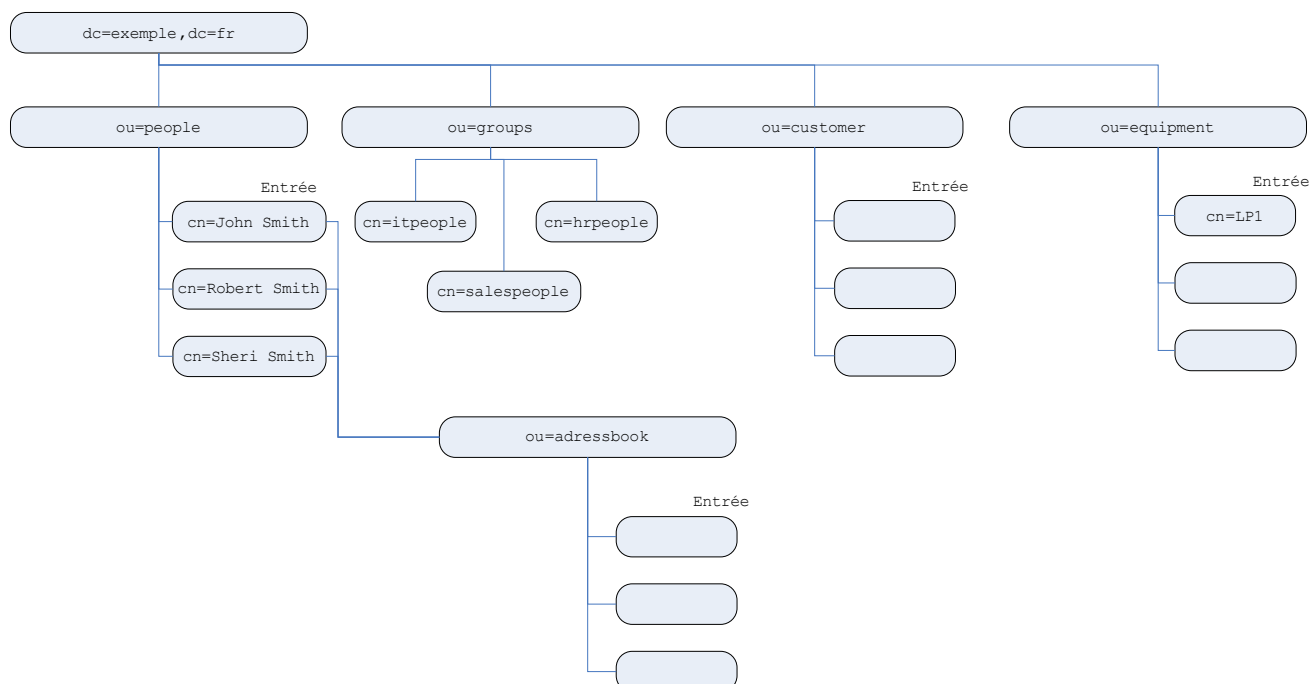 dc=exemple,dc=fr
ou=people
ou=groups
ou=customer
ou=equipment
Entrée
Entrée
Entrée
cn=John Smith
cn=itpeople
cn=hrpeople
cn=LP1
cn=Robert Smith
cn=salespeople
cn=Sheri Smith
ou=adressbook
Entrée